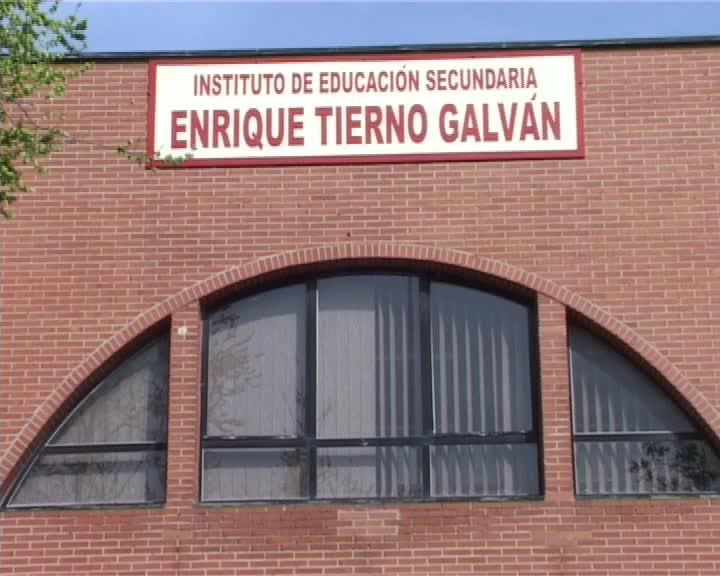 INSTITUTO DE EDUCACIÓN SECUNDARIA
ENRIQUE TIERNO GALVÁN